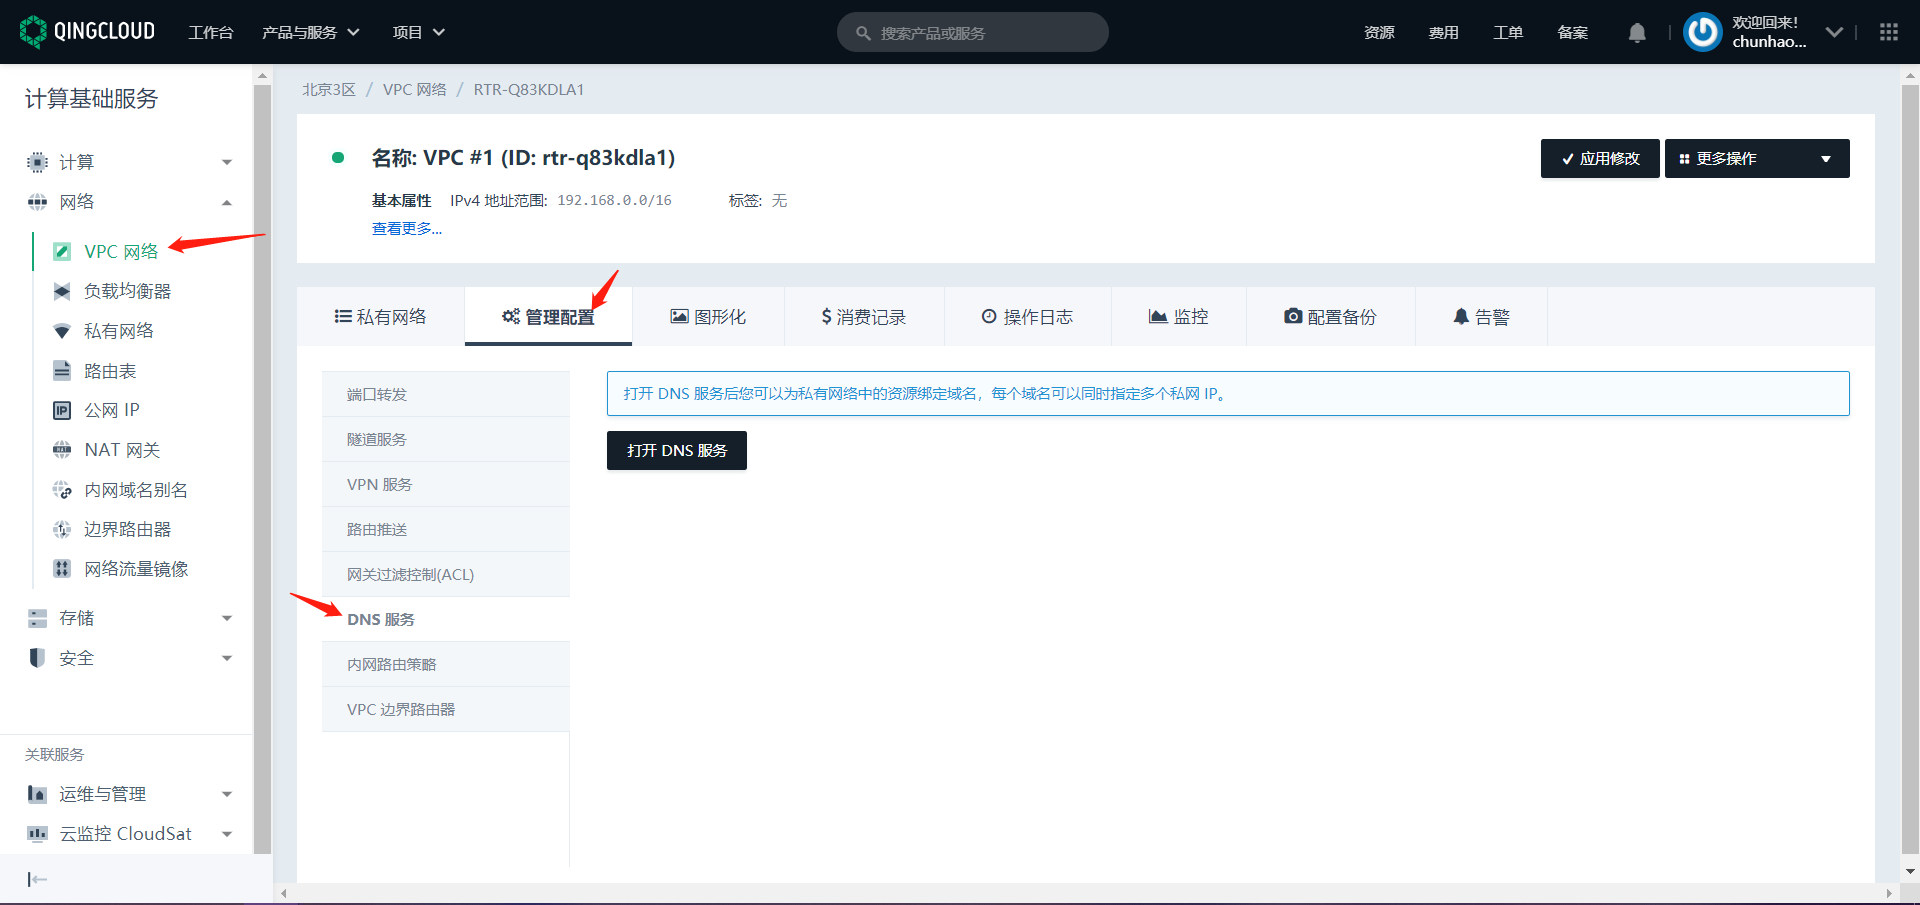 QINGCLOUD 工作台 产品与服务 项目 搜索产品或服务 资源 费用 工单 备案 欢迎回来!
chunhao...
计算基础服务
计算
网络
VPC 网络
负载均衡器
私有网络
路由表
IP 公网 IP
NAT 网关
内网域名别名
边界路由器
网络流量镜像
存储
安全
关联服务
运维与管理
云监控 CloudSat
北京3区 / VPC 网络 / RTR-Q83KDLA1
名称: VPC #1 (ID: rtr-q83kdla1)
应用修改 更多操作
基本属性 IPv4 地址范围: 192.168.0.0/16 标签: 无
查看更多...
私有网络 管理配置 图形化 $ 消费记录 操作日志 监控 配置备份 告警
端口转发
隧道服务
VPN 服务
路由推送
网关过滤控制(ACL)
DNS 服务
内网路由策略
VPC 边界路由器
打开 DNS 服务后您可以为私有网络中的资源绑定域名，每个域名可以同时指定多个私网 IP。
打开 DNS 服务